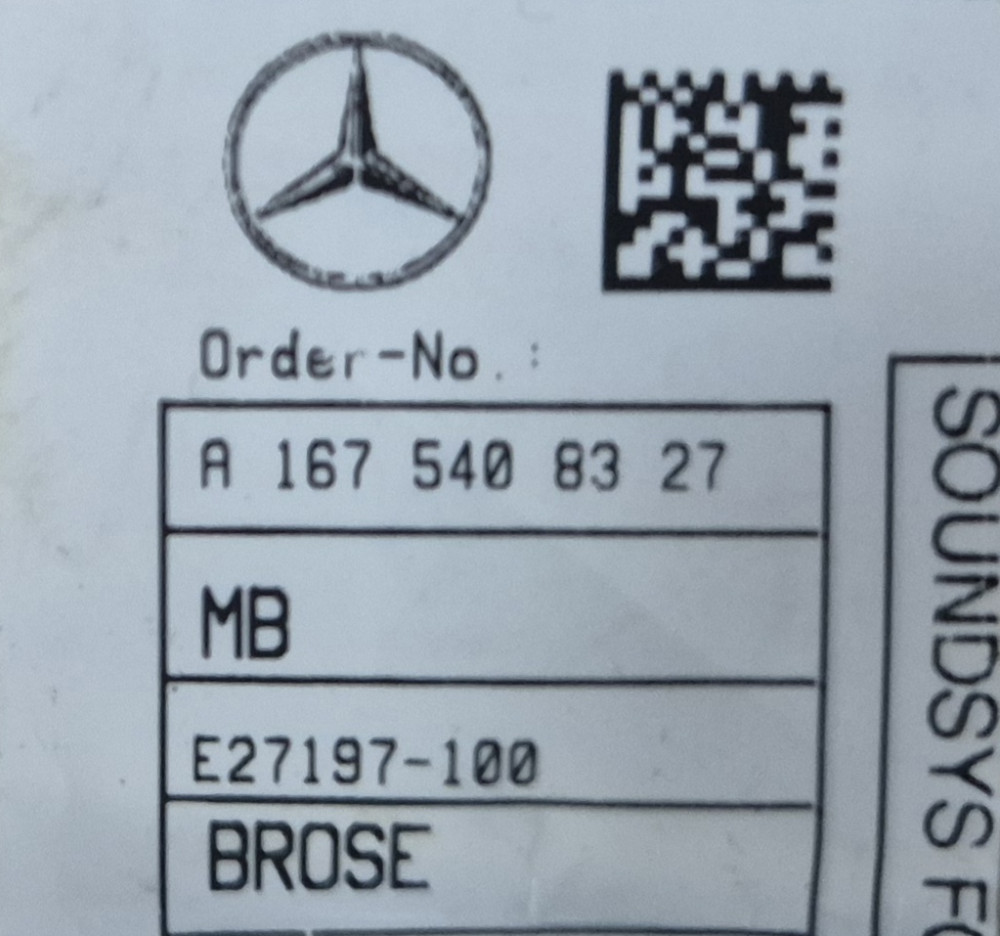 Order-No.:
A 167 540 83 27
MB
E27197-100
BROSE
SOUNDSYS